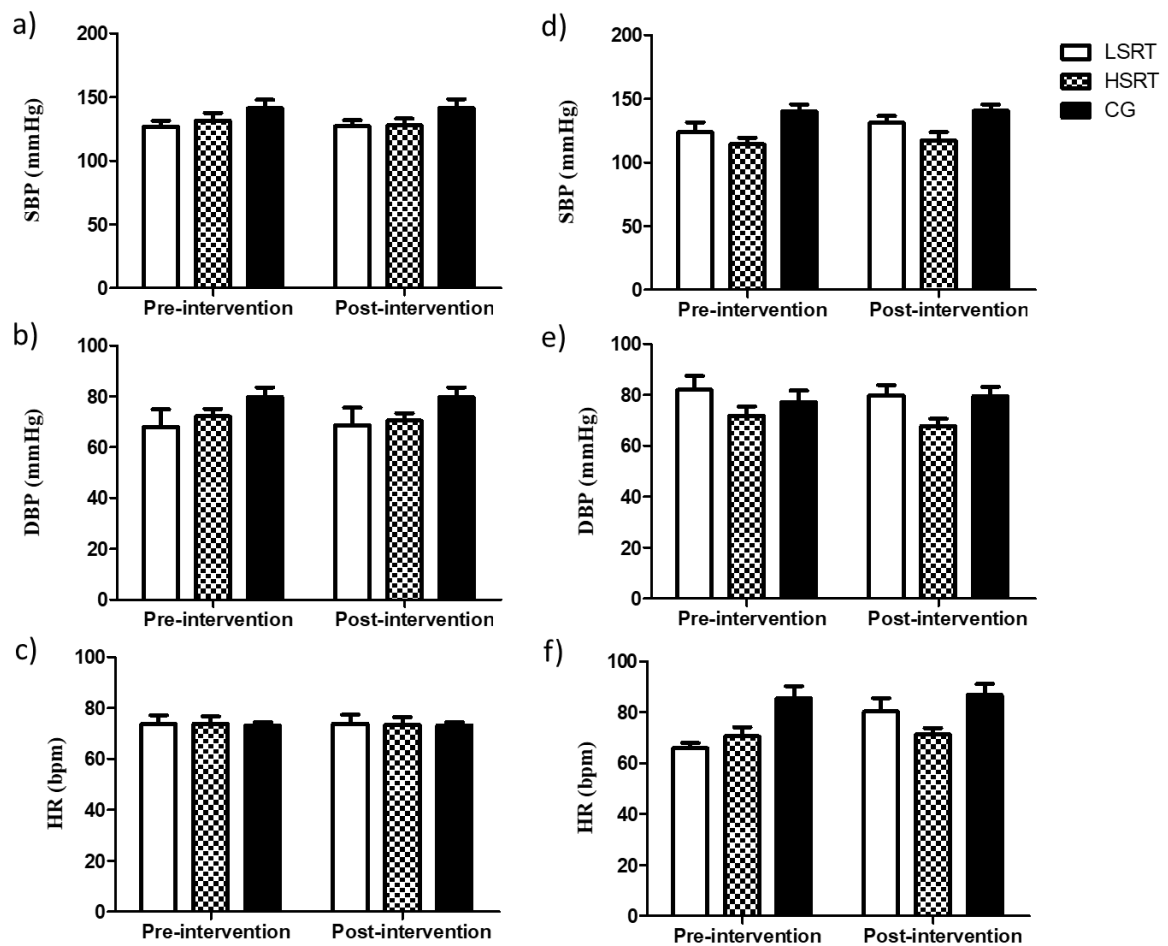 a)
200
150
100
50
0
SBP (mmHg)
Pre-intervention
Post-intervention
d)
200
150
100
50
0
SBP (mmHg)
Pre-intervention
Post-intervention
LSRT
HSRT
CG
b)
100
80
60
40
20
0
DBP (mmHg)
Pre-intervention
Post-intervention
e)
100
80
60
40
20
0
DBP (mmHg)
Pre-intervention
Post-intervention
c)
100
80
60
40
20
0
HR (bpm)
Pre-intervention
Post-intervention
f)
100
80
60
40
20
0
HR (bpm)
Pre-intervention
Post-intervention